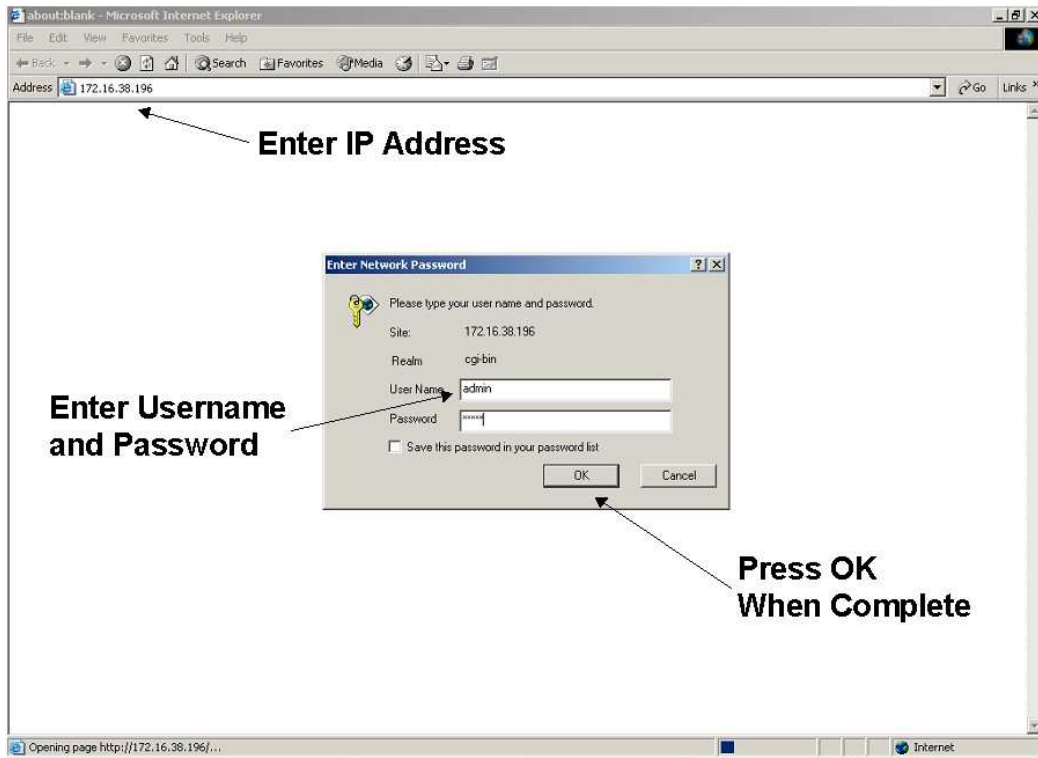 about:blank - Microsoft Internet Explorer
File Edit View Favorites Tools Help
Back Search Favorites Media
Address 172.16.38.196 Go Links »
Enter IP Address
Enter Network Password
Please type your user name and password.
Site: 172.16.38.196
Realm cgi-bin
User Name admin
Enter Username
and Password
Password *****
Save this password in your password list
OK Cancel
Press OK
When Complete
Opening page http://172.16.38.196/... Internet